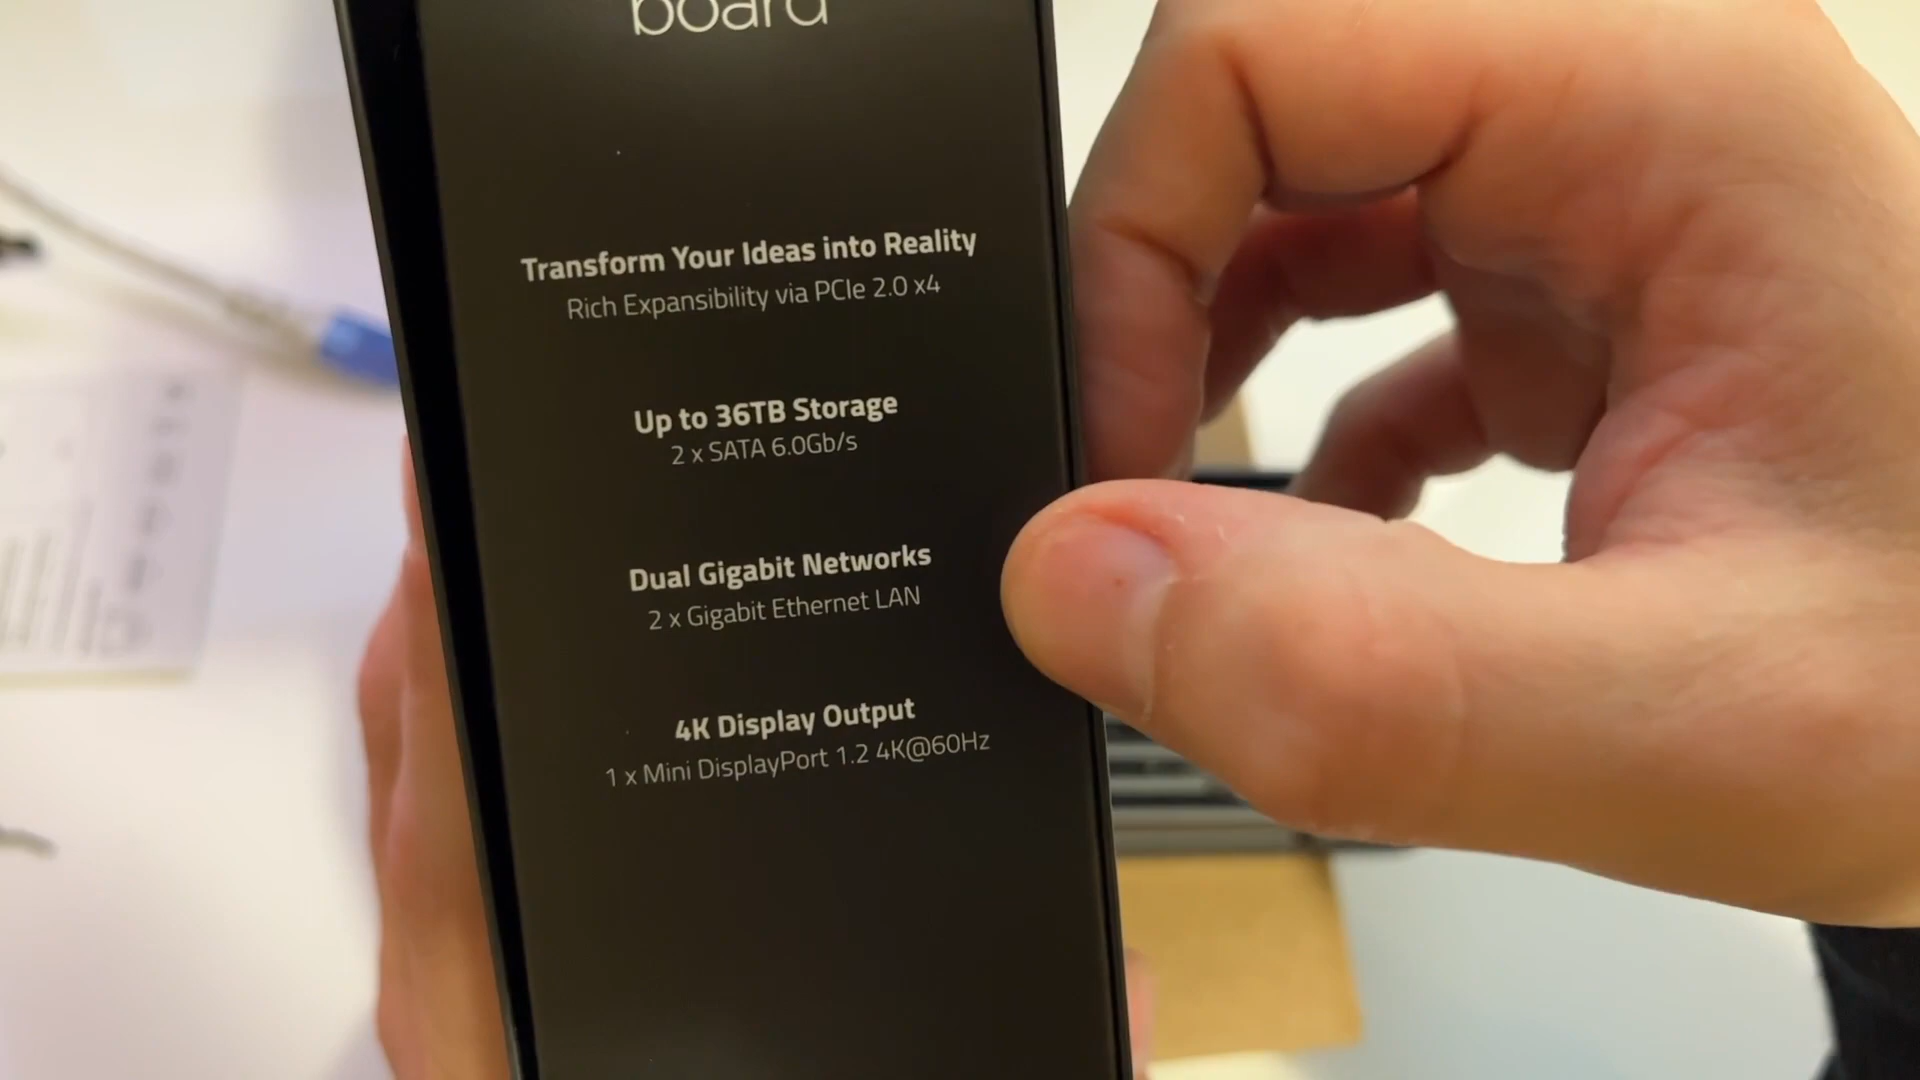 board
Transform Your Ideas into Reality
Rich Expansibility via PCIe 2.0 x4
Up to 36TB Storage
2 x SATA 6.0Gb/s
Dual Gigabit Networks
2 x Gigabit Ethernet LAN
4K Display Output
1 x Mini DisplayPort 1.2 4K@60Hz